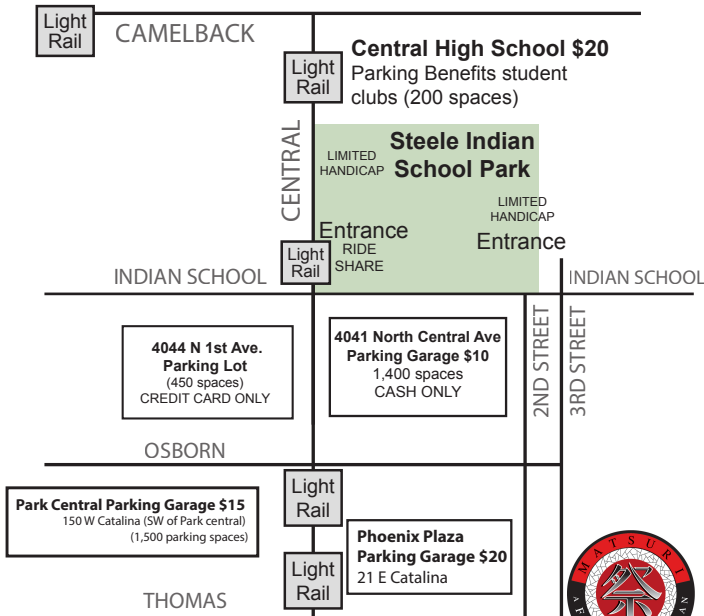 Light
Rail
CAMELBACK
Light
Rail
Central High School $20
Parking Benefits student
clubs (200 spaces)
CENTRAL
LIMITED
HANDICAP
Steele Indian
School Park
LIMITED
HANDICAP
Entrance
RIDE
SHARE
Entrance
Light
Rail
INDIAN SCHOOL
INDIAN SCHOOL
4044 N 1st Ave.
Parking Lot
(450 spaces)
CREDIT CARD ONLY
4041 North Central Ave
Parking Garage $10
1,400 spaces
CASH ONLY
2ND STREET
3RD STREET
OSBORN
Light
Rail
Park Central Parking Garage $15
150 W Catalina (SW of Park central)
(1,500 parking spaces)
Phoenix Plaza
Parking Garage $20
21 E Catalina
Light
Rail
THOMAS
MATSURI
祭